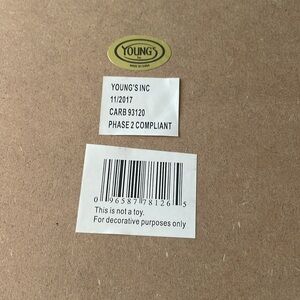 YOUNG'S
MADE IN CHINA
YOUNG'S INC
11/2017
CARB 93120
PHASE 2 COMPLIANT
0 96587 78126 5
This is not a toy.
For decorative purposes only